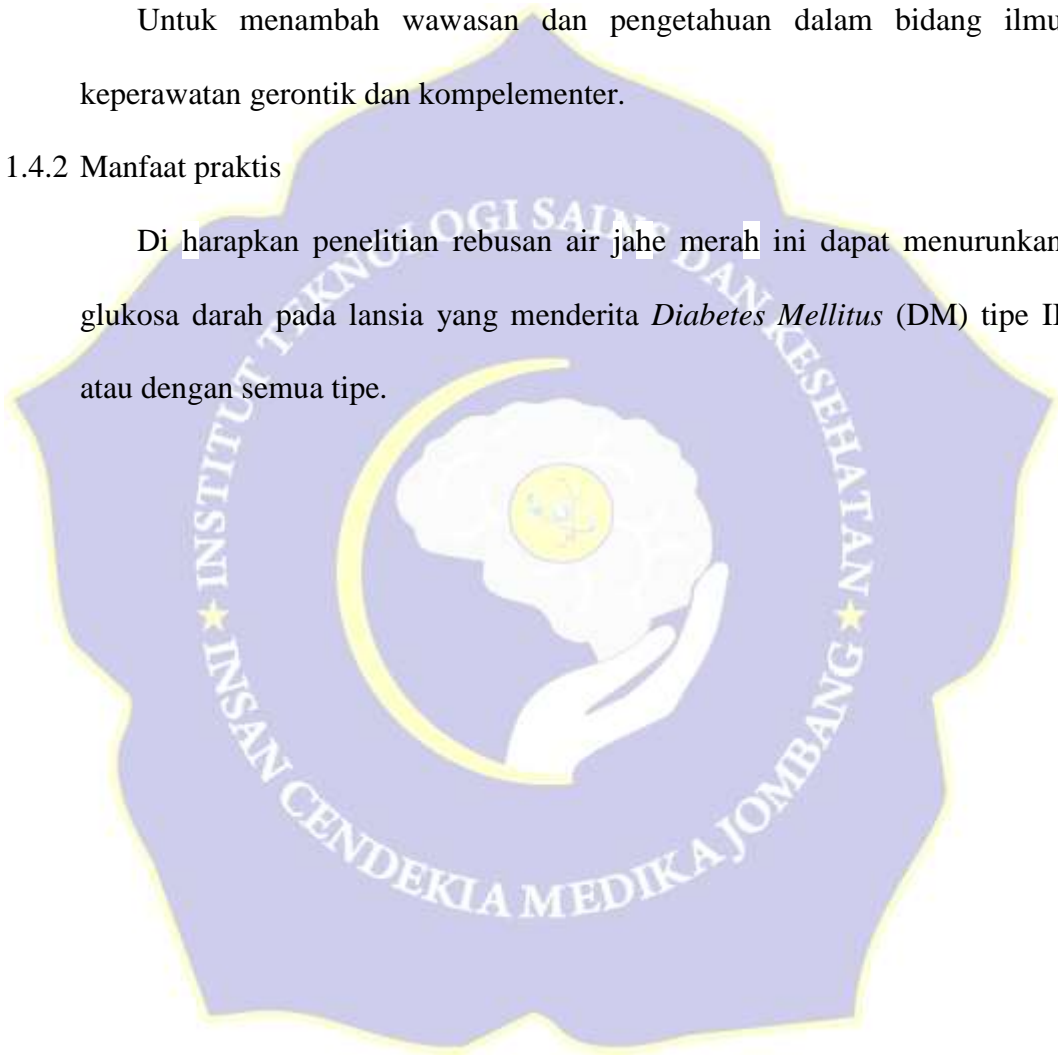 Untuk menambah wawasan dan pengetahuan dalam bidang ilmu
keperawatan gerontik dan kompelementer.
1.4.2 Manfaat praktis
Di harapkan penelitian rebusan air jahe merah ini dapat menurunkan
glukosa darah pada lansia yang menderita Diabetes Mellitus (DM) tipe II
atau dengan semua tipe.
INSTITUT TEKNOLOGI SAINS DAN KESEHATAN
★ INSAN CENDEKIA MEDIKA JOMBANG ★